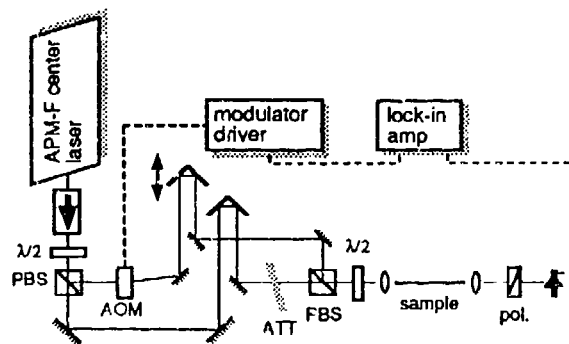 APM-F center
laser
modulator
driver
lock-in
amp
λ/2
PBS
AOM
ATT
λ/2
FBS
sample
pol.